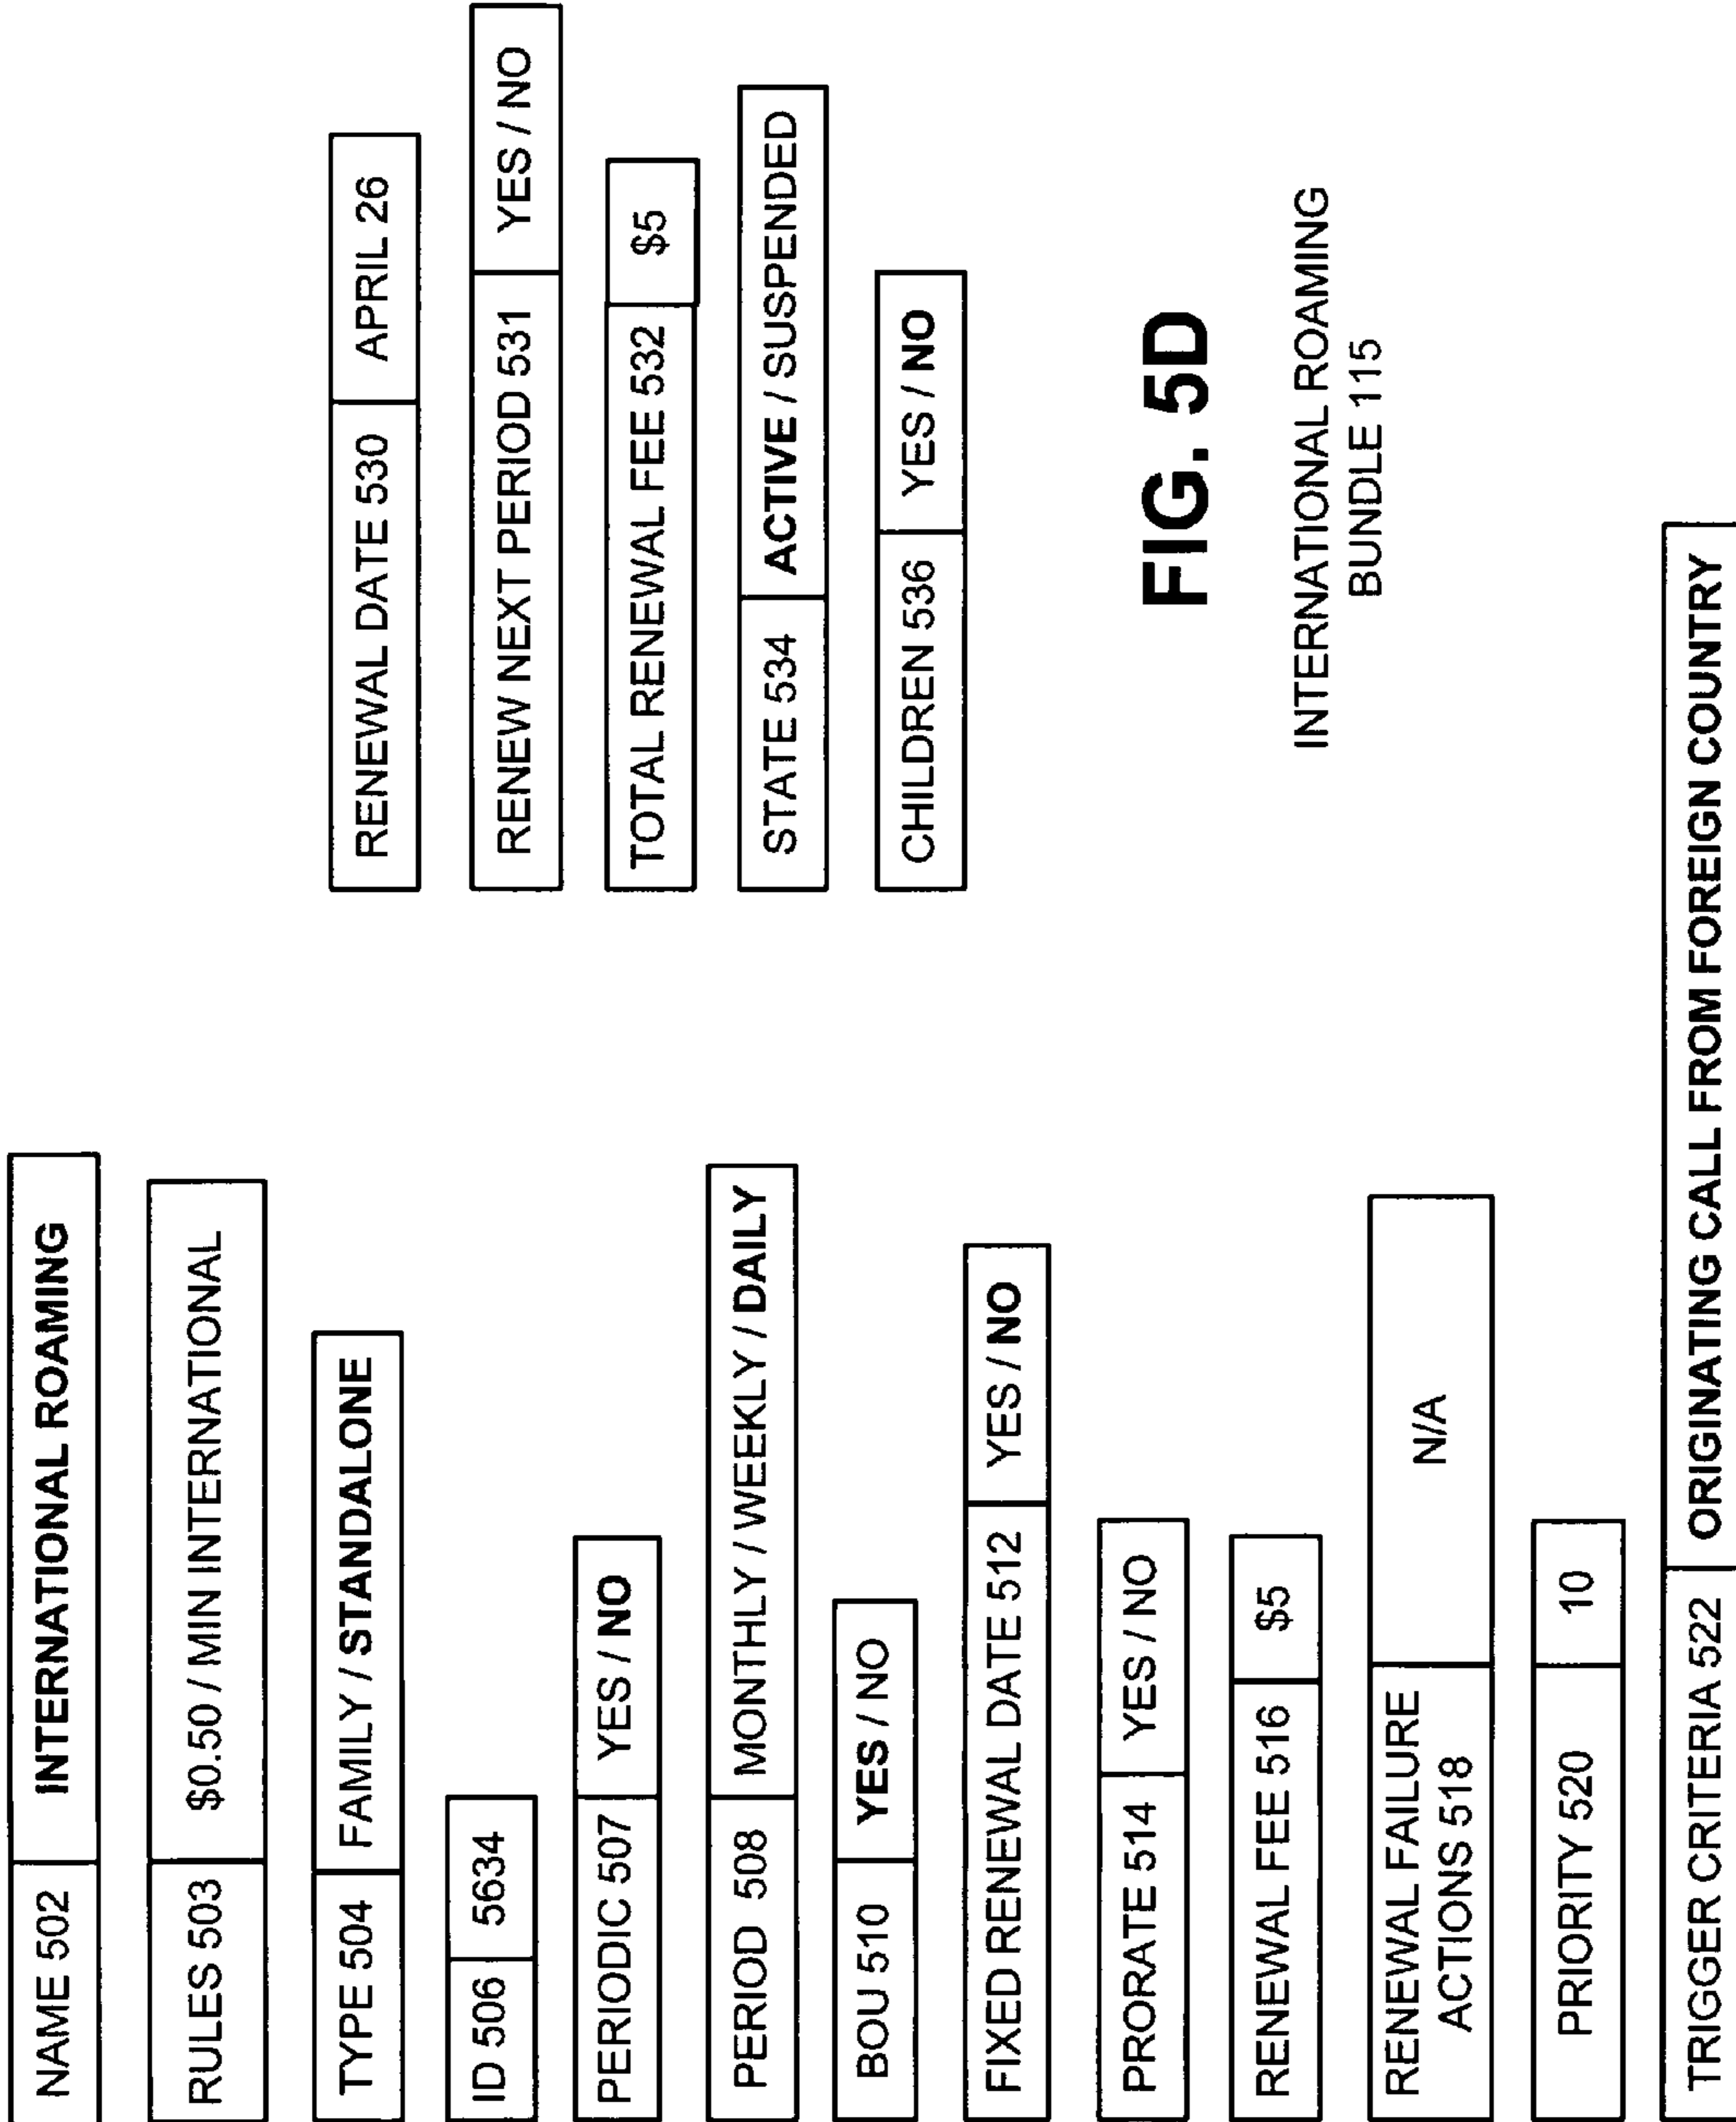 NAME 502 INTERNATIONAL ROAMING
RULES 503 $0.50 / MIN INTERNATIONAL
TYPE 504 FAMILY / STANDALONE
ID 506 5634
PERIODIC 507 YES / NO
PERIOD 508 MONTHLY / WEEKLY / DAILY
BOU 510 YES / NO
FIXED RENEWAL DATE 512 YES / NO
PRORATE 514 YES / NO
RENEWAL FEE 516 $5
RENEWAL FAILURE
ACTIONS 518 N/A
PRIORITY 520 10
TRIGGER CRITERIA 522 ORIGINATING CALL FROM FOREIGN COUNTRY
RENEWAL DATE 530 APRIL 26
RENEW NEXT PERIOD 531 YES / NO
TOTAL RENEWAL FEE 532 $5
STATE 534 ACTIVE / SUSPENDED
CHILDREN 536 YES / NO
FIG. 5D
INTERNATIONAL ROAMING
BUNDLE 115